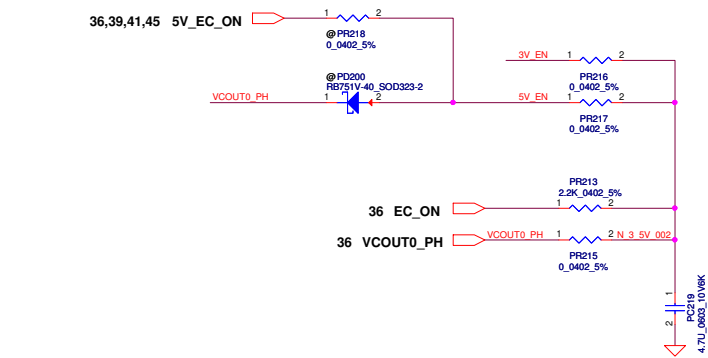 36,39,41,45 5V_EC_ON
1 2
@PR218
0_0402_5%
3V_EN 1 2
PR216
0_0402_5%
@PD200
RB751V-40_SOD323-2
VCOUT0_PH 1 2
5V_EN 1 2
PR217
0_0402_5%
PR213
2.2K_0402_5%
36 EC_ON 1 2
36 VCOUT0_PH VCOUT0_PH 1 2 N_3_5V_002
PR215
0_0402_5%
1
2
PC219
4.7U_0603_10V6K